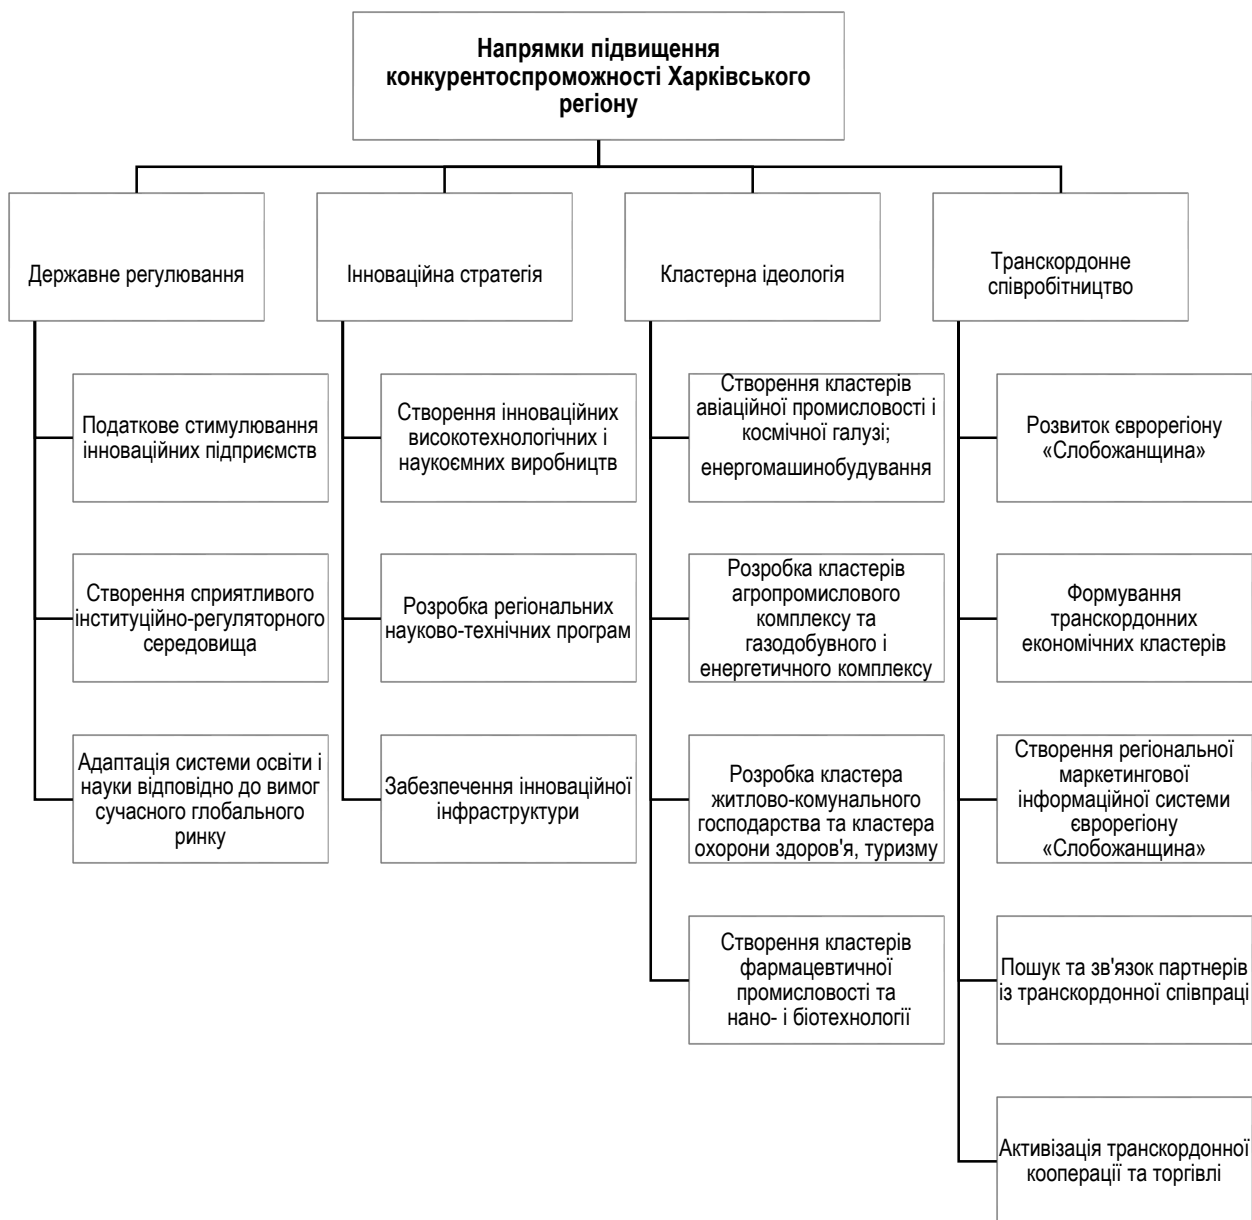 Напрямки підвищення
конкурентоспроможності Харківського
регіону
Державне регулювання
Податкове стимулювання
інноваційних підприємств
Створення сприятливого
інституційно-регуляторного
середовища
Адаптація системи освіти і
науки відповідно до вимог
сучасного глобального
ринку
Інноваційна стратегія
Створення інноваційних
високотехнологічних і
наукоємних виробництв
Розробка регіональних
науково-технічних програм
Забезпечення інноваційної
інфраструктури
Кластерна ідеологія
Створення кластерів
авіаційної промисловості і
космічної галузі;
енергомашинобудування
Розробка кластерів
агропромислового
комплексу та
газодобувного і
енергетичного комплексу
Розробка кластера
житлово-комунального
господарства та кластера
охорони здоров'я, туризму
Створення кластерів
фармацевтичної
промисловості та
нано- і біотехнології
Транскордонне
співробітництво
Розвиток єврорегіону
«Слобожанщина»
Формування
транскордонних
економічних кластерів
Створення регіональної
маркетингової
інформаційної системи
єврорегіону
«Слобожанщина»
Пошук та зв'язок партнерів
із транскордонної співпраці
Активізація транскордонної
кооперації та торгівлі